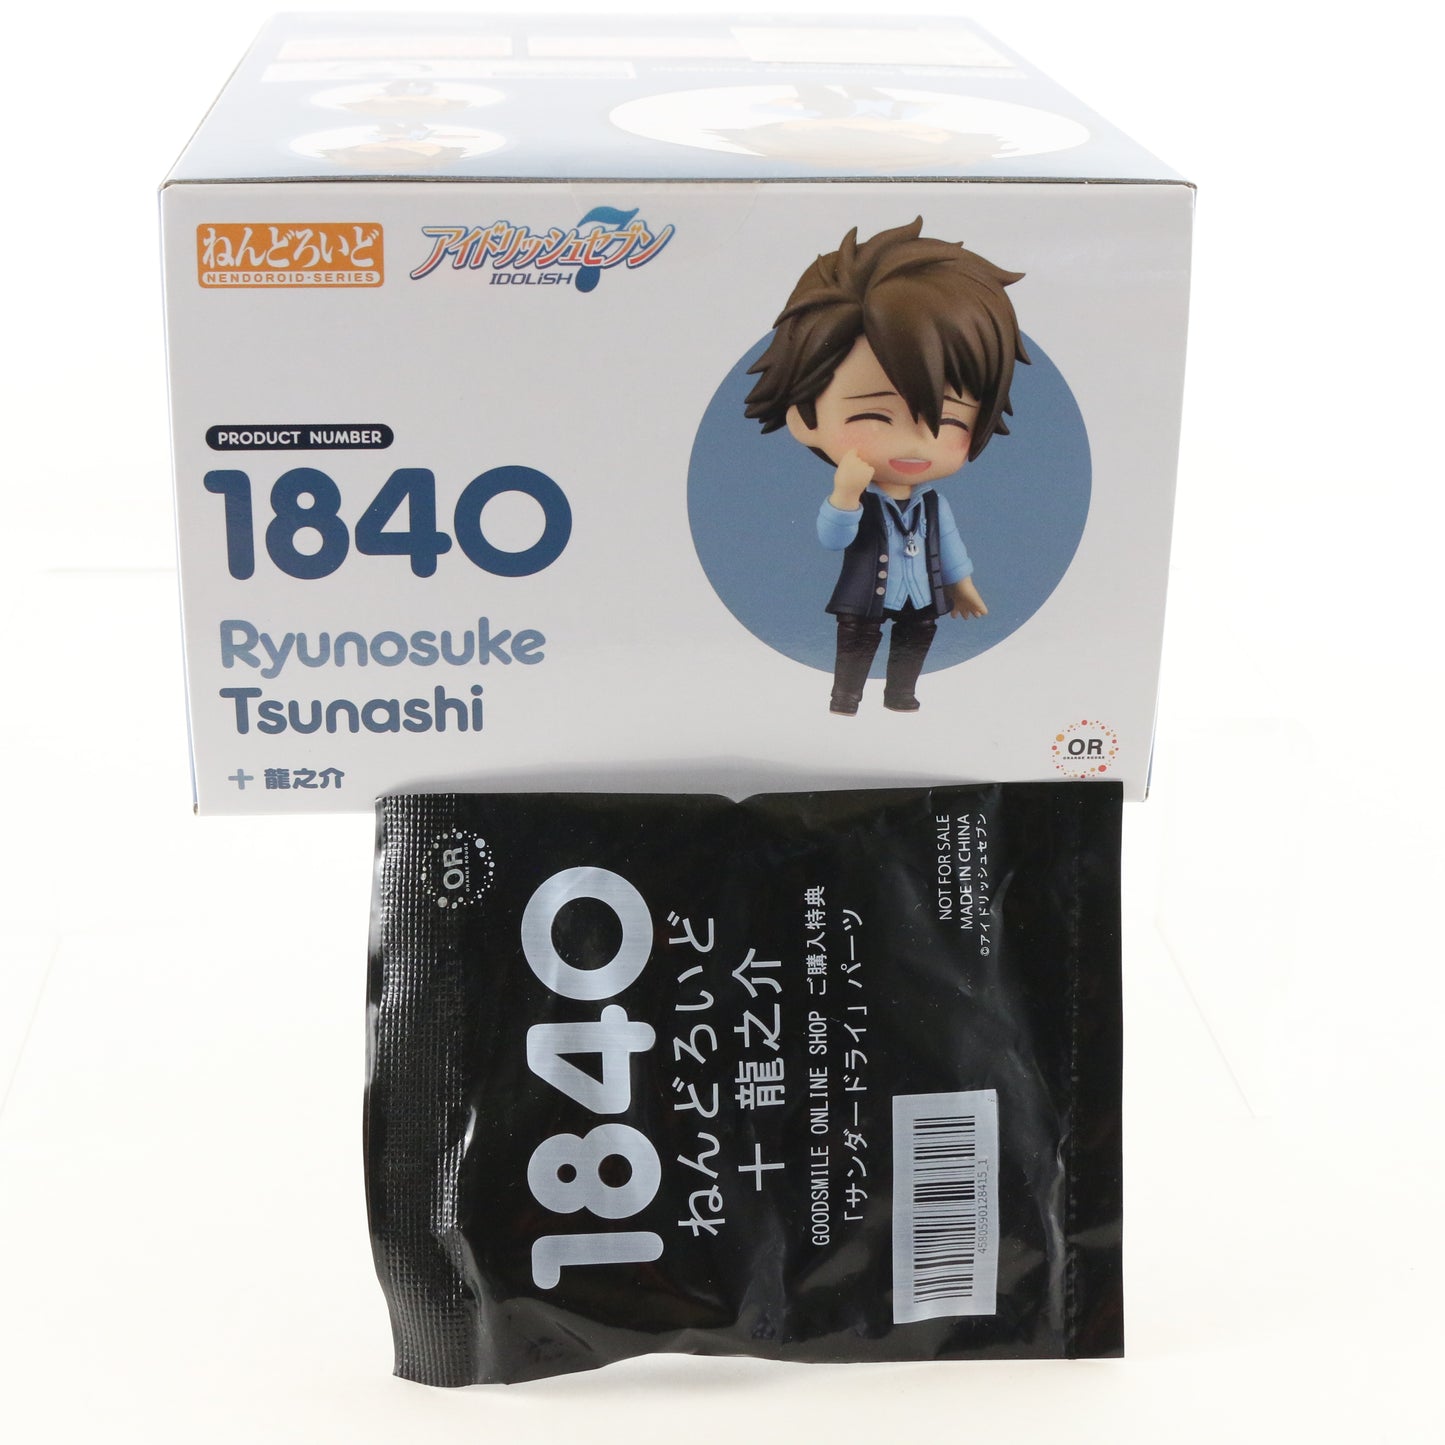 ねんどろいど
NENDOROID·SERIES
アイドリッシュセブン
IDOLiSH7
PRODUCT NUMBER
1840
Ryunosuke
Tsunashi
十 龍之介
OR
ORANGE ROUGE
OR
ORANGE ROUGE
1840
ねんどろいど
十 龍之介
GOODSMILE ONLINE SHOP ご購入特典
「サンダードライ」パーツ
NOT FOR SALE
MADE IN CHINA
©アイドリッシュセブン
4580590128415_1